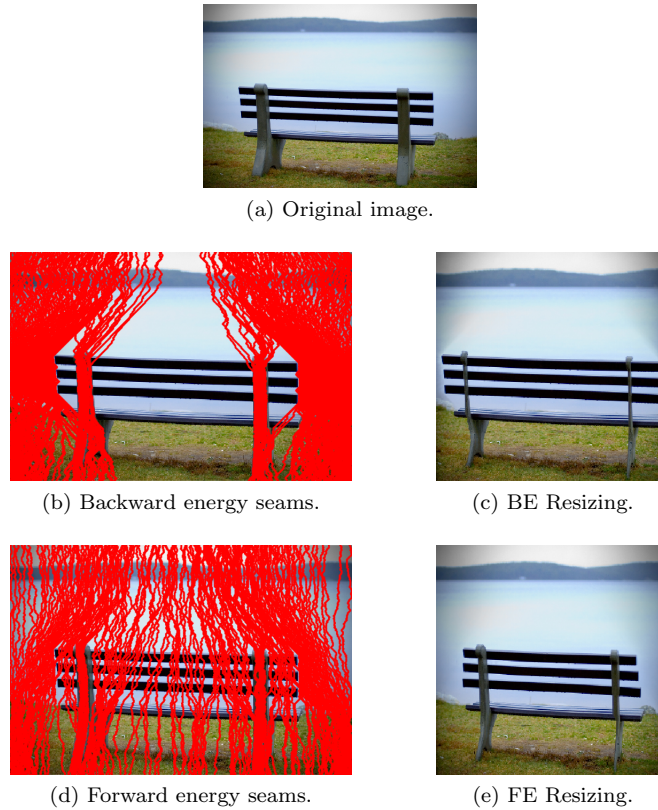 (a) Original image.
(b) Backward energy seams.
(c) BE Resizing.
(d) Forward energy seams.
(e) FE Resizing.